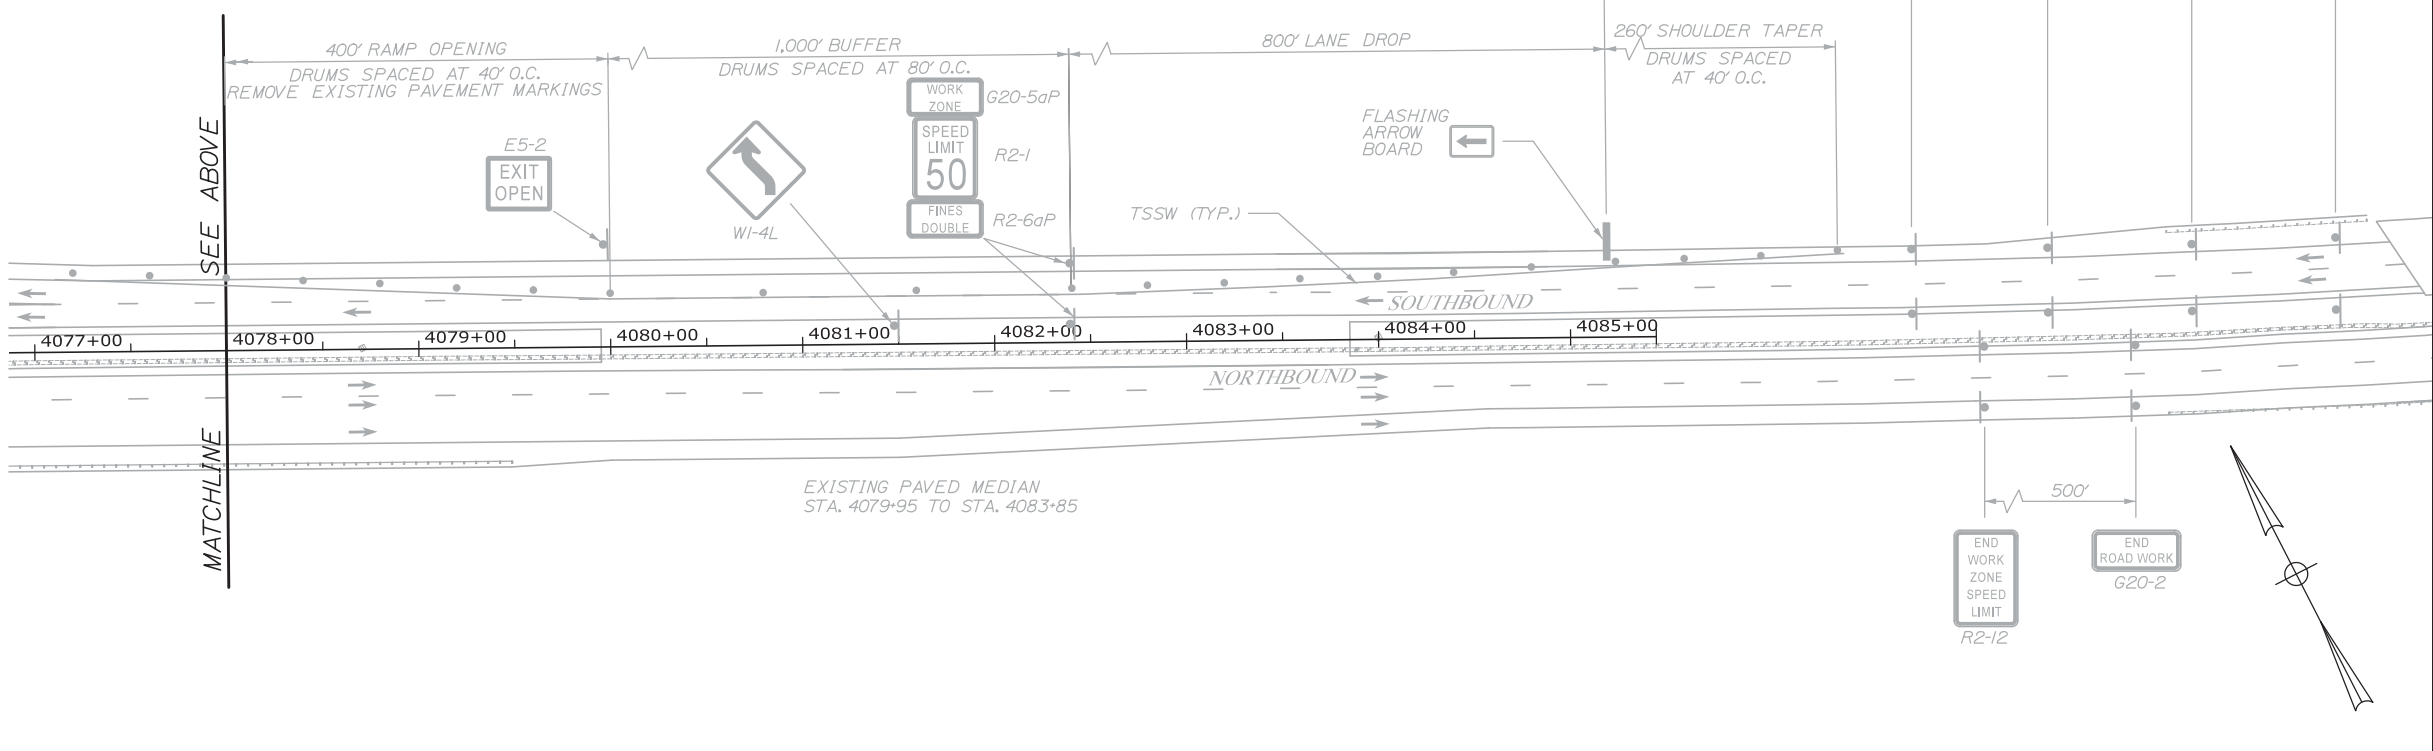 400' RAMP OPENING
DRUMS SPACED AT 40' O.C.
REMOVE EXISTING PAVEMENT MARKINGS
1,000' BUFFER
DRUMS SPACED AT 80' O.C.
800' LANE DROP
260' SHOULDER TAPER
DRUMS SPACED
AT 40' O.C.
SEE ABOVE
MATCHLINE
E5-2
EXIT
OPEN
W1-4L
WORK
ZONE
G20-5aP
SPEED
LIMIT
50
R2-1
FINES
DOUBLE
R2-6aP
TSSW (TYP.)
FLASHING
ARROW
BOARD
SOUTHBOUND
4077+00
4078+00
4079+00
4080+00
4081+00
4082+00
4083+00
4084+00
4085+00
NORTHBOUND
EXISTING PAVED MEDIAN
STA. 4079+95 TO STA. 4083+85
500'
END
WORK
ZONE
SPEED
LIMIT
R2-12
END
ROAD WORK
G20-2